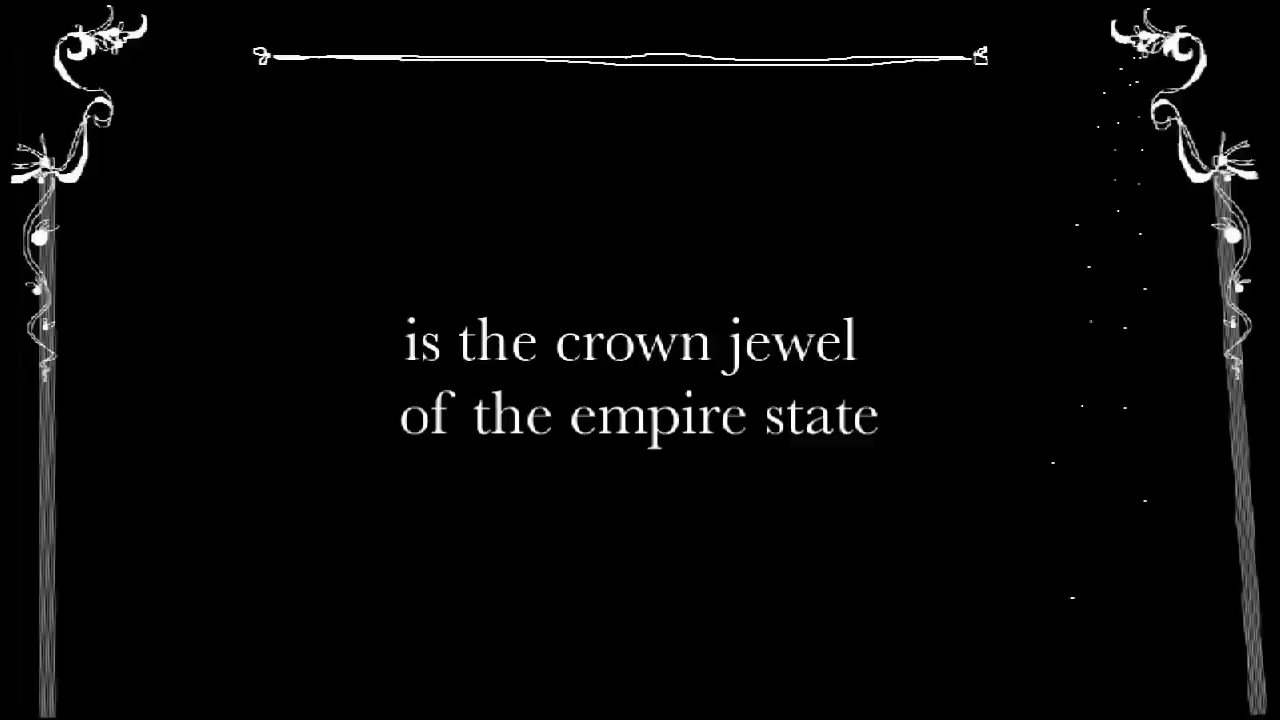 is the crown jewel
of the empire state